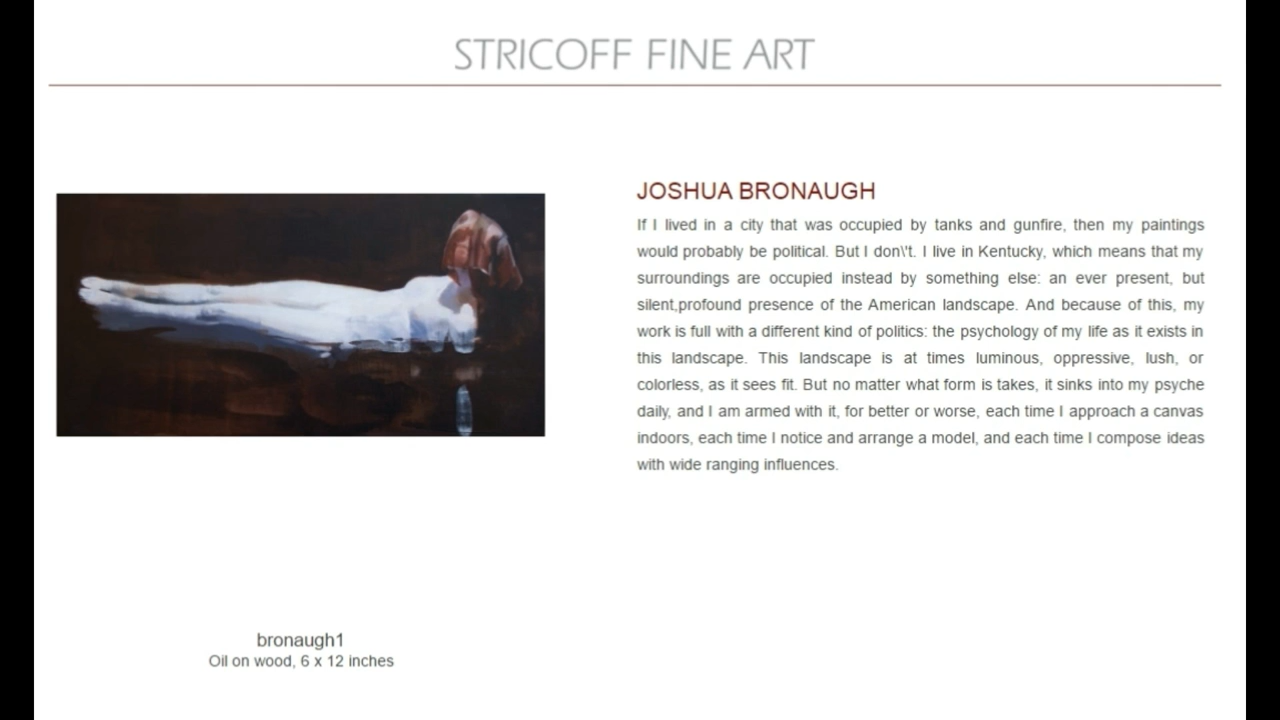 STRICOFF FINE ART
JOSHUA BRONAUGH
If I lived in a city that was occupied by tanks and gunfire, then my paintings
would probably be political. But I don\'t. I live in Kentucky, which means that my
surroundings are occupied instead by something else: an ever present, but
silent,profound presence of the American landscape. And because of this, my
work is full with a different kind of politics: the psychology of my life as it exists in
this landscape. This landscape is at times luminous, oppressive, lush, or
colorless, as it sees fit. But no matter what form is takes, it sinks into my psyche
daily, and I am armed with it, for better or worse, each time I approach a canvas
indoors, each time I notice and arrange a model, and each time I compose ideas
with wide ranging influences.
bronaugh1
Oil on wood, 6 x 12 inches